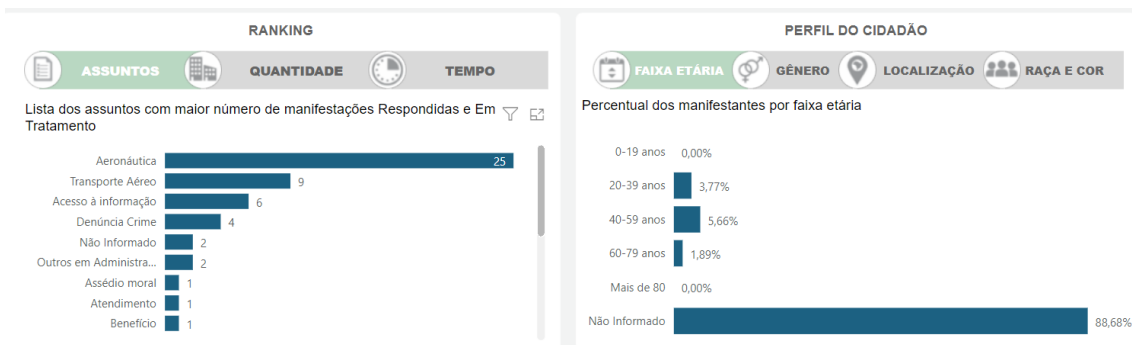 RANKING
ASSUNTOS
QUANTIDADE
TEMPO
Lista dos assuntos com maior número de manifestações Respondidas e Em
Tratamento
Aeronáutica 25
Transporte Aéreo 9
Acesso à informação 6
Denúncia Crime 4
Não Informado 2
Outros em Administra... 2
Assédio moral 1
Atendimento 1
Benefício 1
PERFIL DO CIDADÃO
FAIXA ETÁRIA
GÊNERO
LOCALIZAÇÃO
RAÇA E COR
Percentual dos manifestantes por faixa etária
0-19 anos 0,00%
20-39 anos 3,77%
40-59 anos 5,66%
60-79 anos 1,89%
Mais de 80 0,00%
Não Informado 88,68%